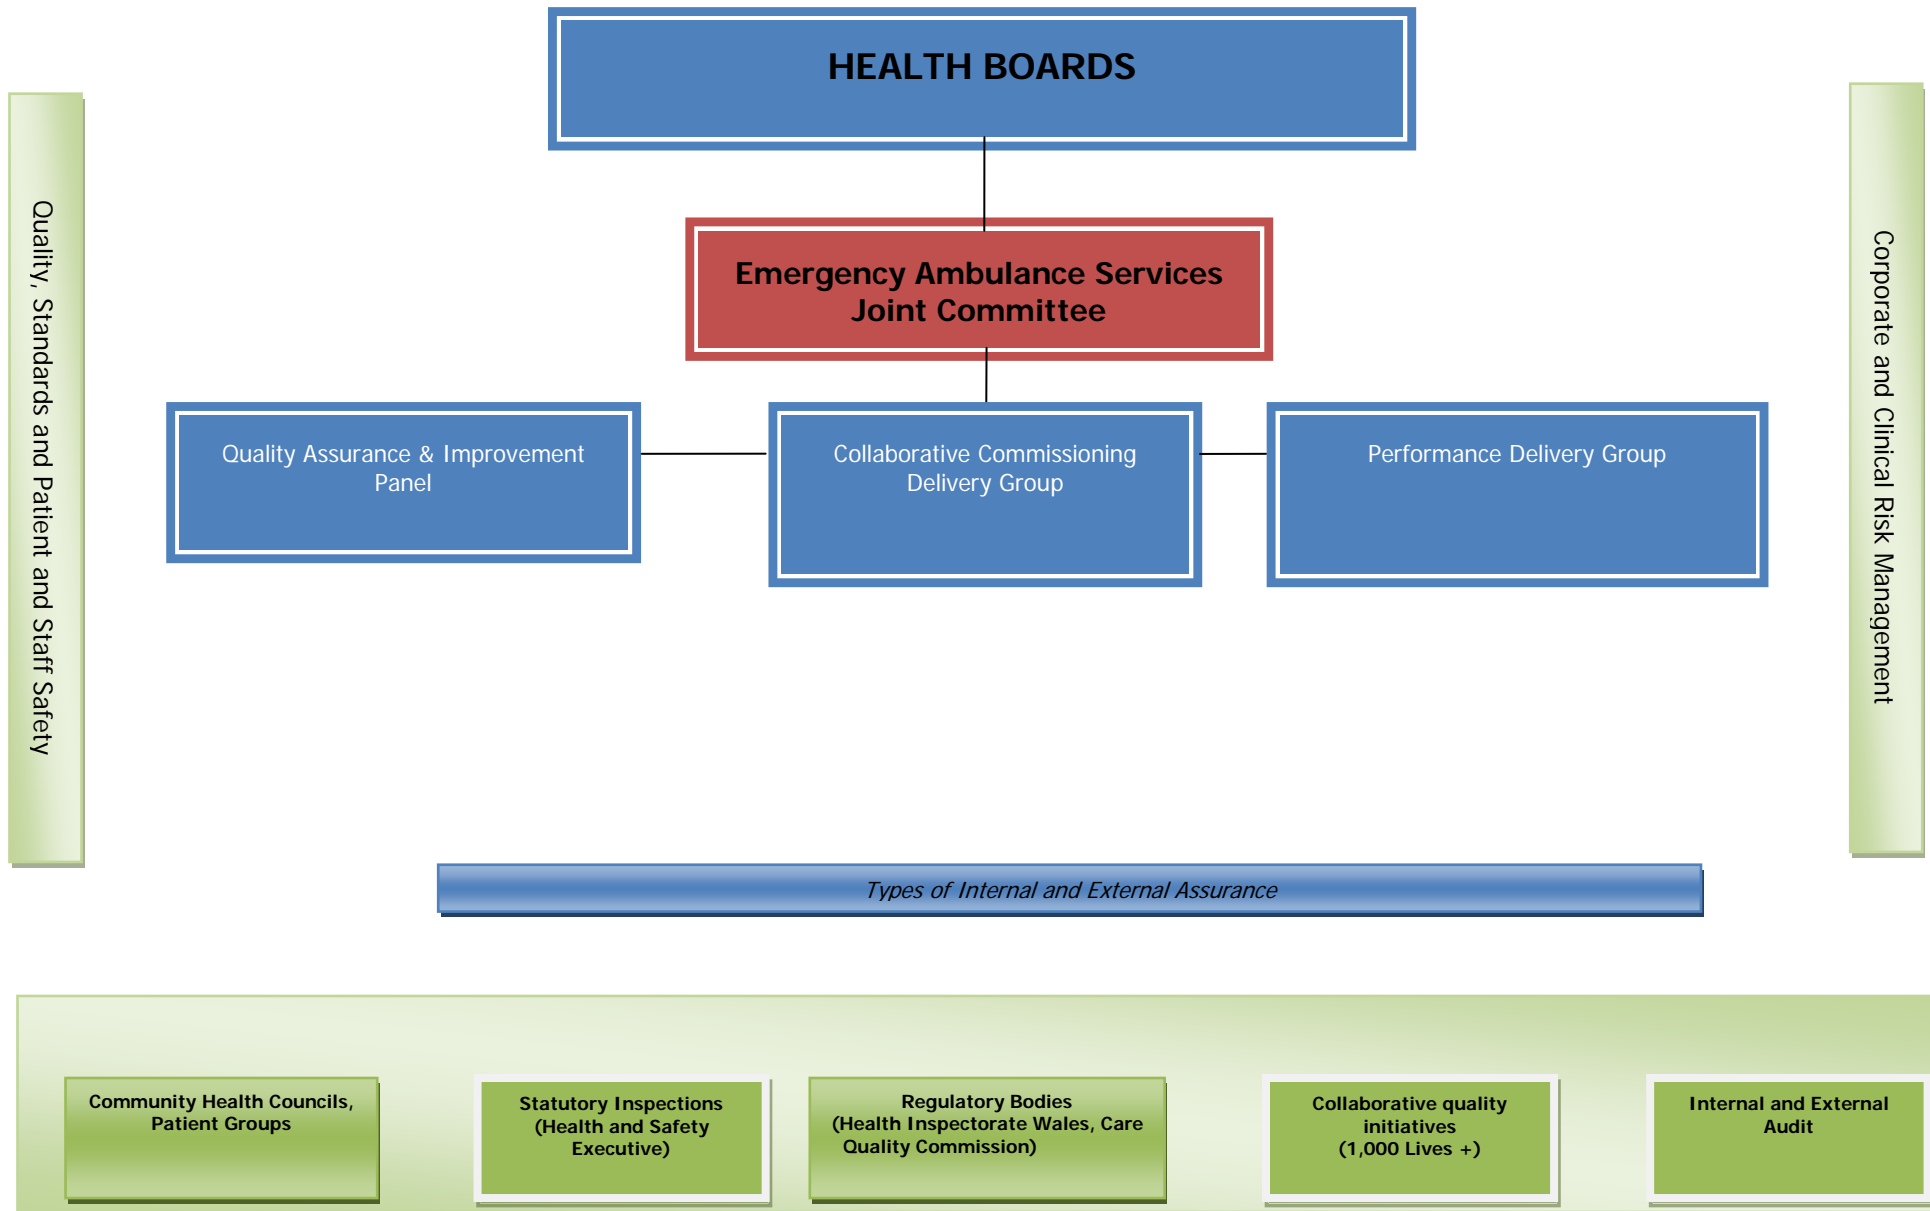 HEALTH BOARDS
Quality, Standards and Patient and Staff Safety
Corporate and Clinical Risk Management
Emergency Ambulance Services
Joint Committee
Quality Assurance & Improvement
Panel
Collaborative Commissioning
Delivery Group
Performance Delivery Group
Types of Internal and External Assurance
Community Health Councils,
Patient Groups
Statutory Inspections
(Health and Safety
Executive)
Regulatory Bodies
(Health Inspectorate Wales, Care
Quality Commission)
Collaborative quality
initiatives
(1,000 Lives +)
Internal and External
Audit